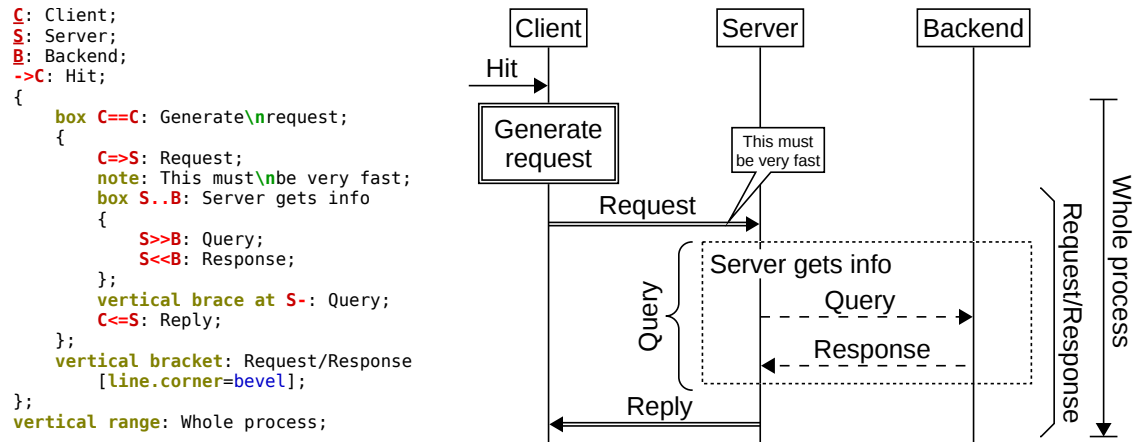 C: Client;
S: Server;
B: Backend;
->C: Hit;
{
    box C==C: Generate\nrequest;
    {
        C=>S: Request;
        note: This must\nbe very fast;
        box S..B: Server gets info
        {
            S>>B: Query;
            S<<B: Response;
        };
        vertical brace at S-: Query;
        C<=S: Reply;
    };
    vertical bracket: Request/Response
        [line.corner=bevel];
};
vertical range: Whole process;
Client
Server
Backend
Hit
Generate
request
This must
be very fast
Request
Server gets info
Query
Query
Response
Reply
Request/Response
Whole process